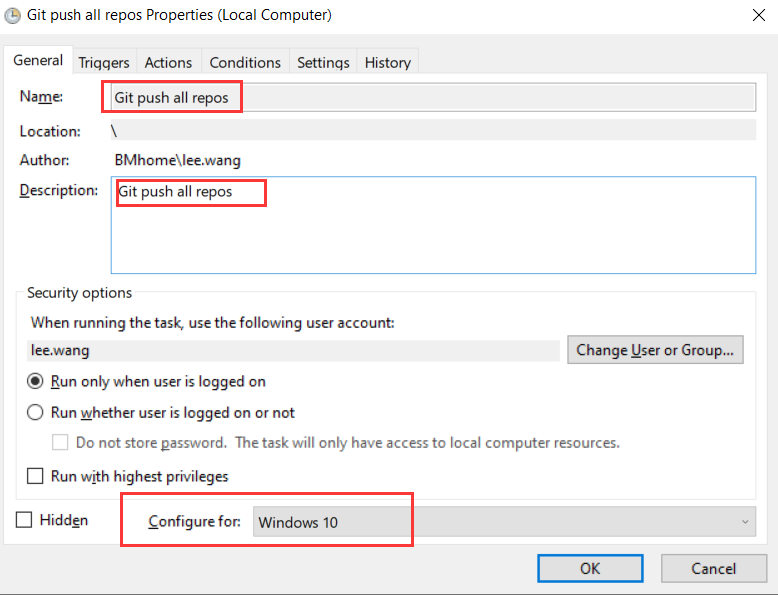 Git push all repos Properties (Local Computer)
General Triggers Actions Conditions Settings History
Name: Git push all repos
Location: \
Author: BMhome\lee.wang
Description: Git push all repos
Security options
When running the task, use the following user account:
lee.wang Change User or Group...
Run only when user is logged on
Run whether user is logged on or not
Do not store password. The task will only have access to local computer resources.
Run with highest privileges
Hidden Configure for: Windows 10
OK Cancel